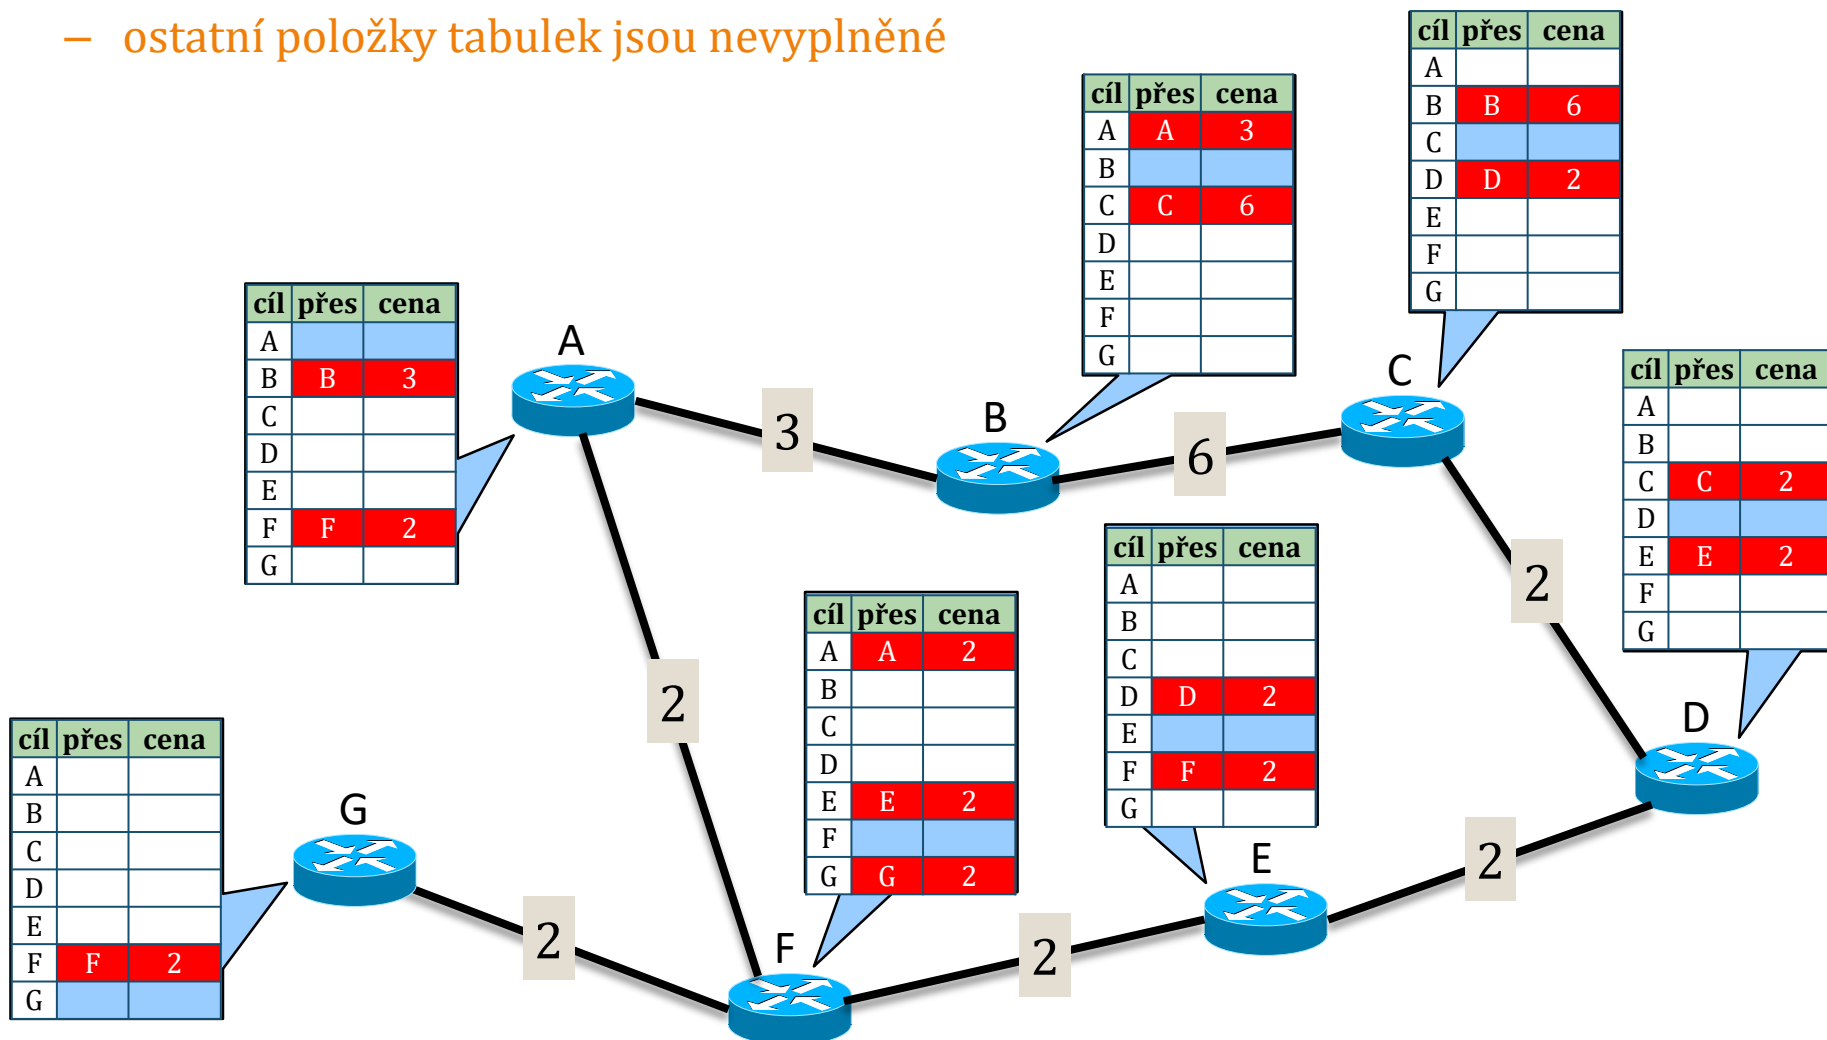 – ostatní položky tabulek jsou nevyplněné
cíl přes cena
A
B B 6
C
D D 2
E
F
G
cíl přes cena
A A 3
B
C C 6
D
E
F
G
cíl přes cena
A
B B 3
C
D
E
F F 2
G
cíl přes cena
A
B
C C 2
D
E E 2
F
G
A
B
C
3
6
2
cíl přes cena
A
B
C
D D 2
E
F F 2
G
cíl přes cena
A A 2
B
C
D
E E 2
F
G G 2
cíl přes cena
A
B
C
D
E
F F 2
G
2
D
G
E
F
2
2
2